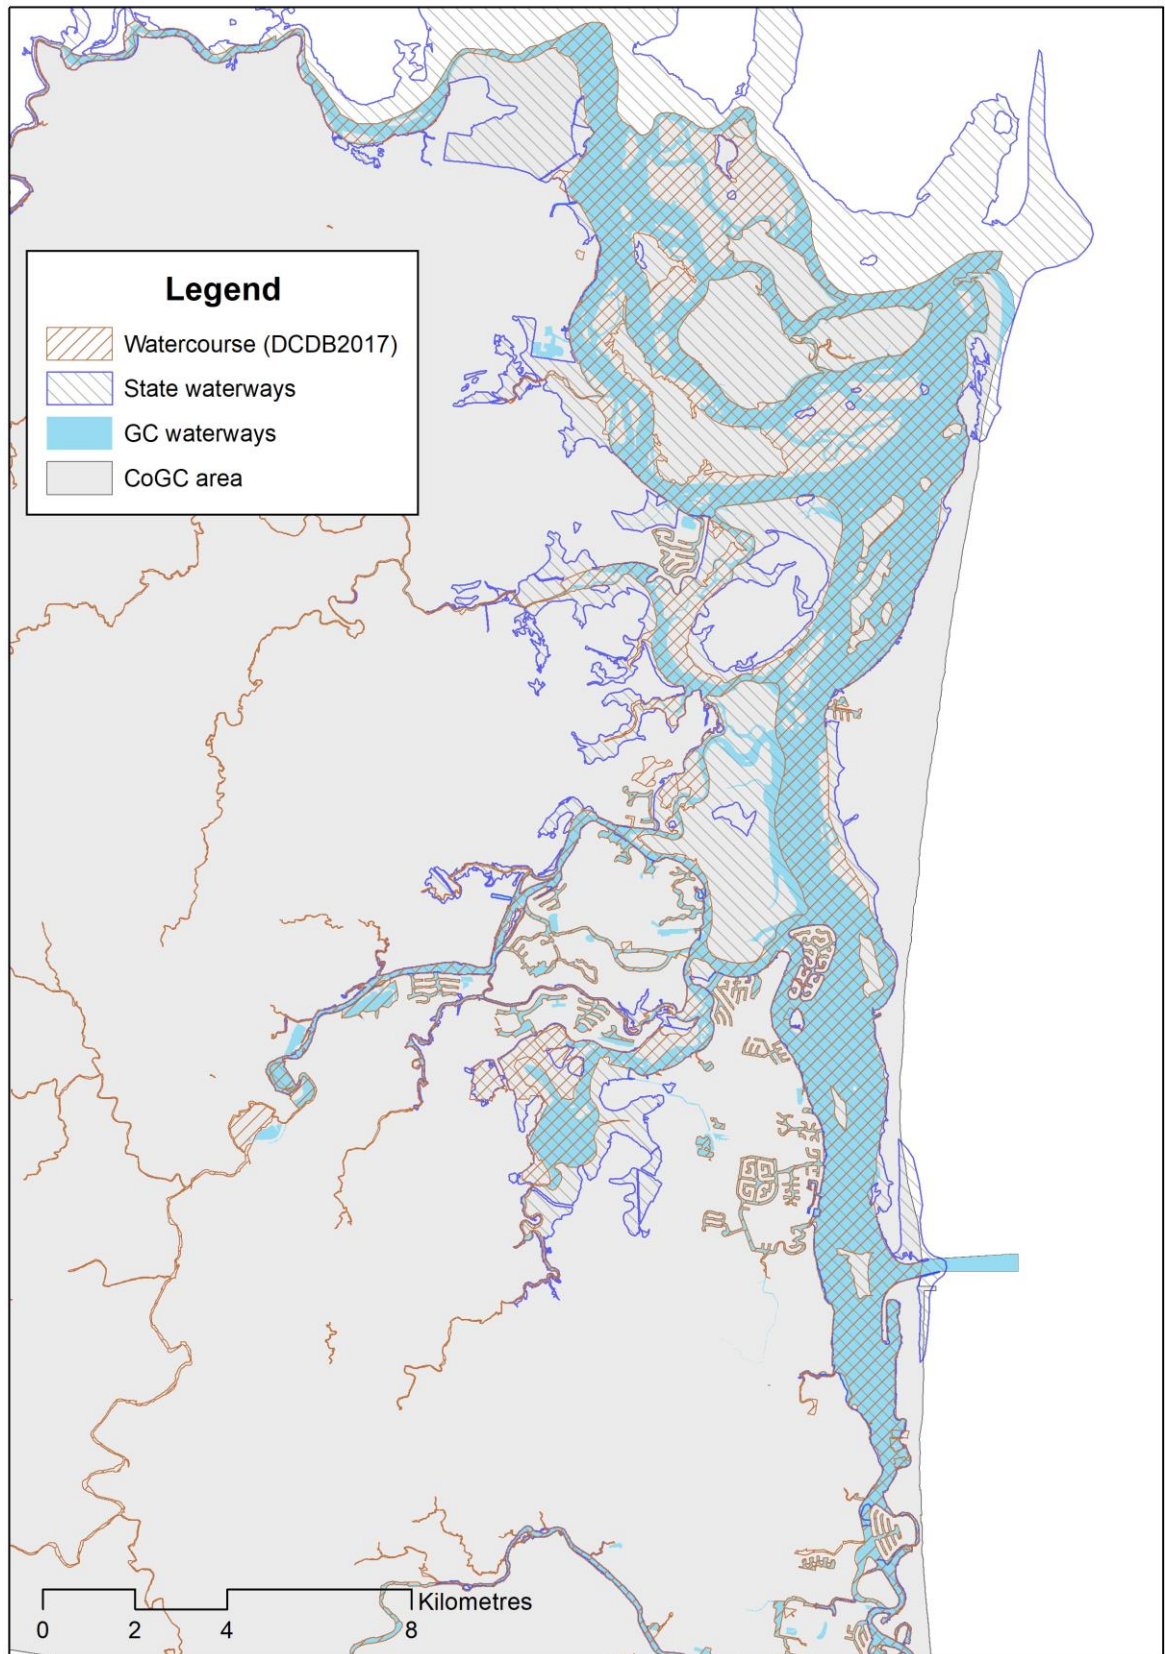 Legend
Watercourse (DCDB2017)
State waterways
GC waterways
CoGC area
Kilometres
0 2 4 8